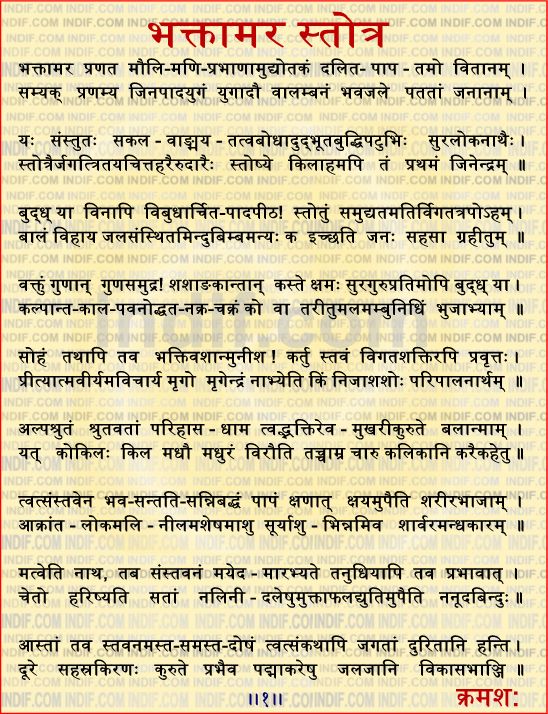 भक्तामर स्तोत्र
भक्तामर प्रणत मौलि-मणि-प्रभाणामुद्योतकं दलित- पाप - तमो वितानम् ।
सम्यक् प्रणम्य जिनपादयुगं युगादौ वालम्बनं भवजले पततां जनानाम् ।
यः संस्तुतः सकल - वाङ्मय - तत्वबोधादुद्भूतबुद्धिपटुभिः सुरलोकनाथैः ।
स्तोत्रैर्जगत्त्रितयचित्तहरैरुदारैः स्तोष्ये किलाहमपि तं प्रथमं जिनेन्द्रम् ॥
बुद्ध्या विनापि विबुधार्चित-पादपीठ! स्तोतुं समुद्यतमतिर्विगतत्रपोऽहम् ।
बालं विहाय जलसंस्थितमिन्दुबिम्बमन्यः क इच्छति जनः सहसा ग्रहीतुम् ॥
वक्तुं गुणान् गुणसमुद्र! शशाङकान्तान् कस्ते क्षमः सुरगुरुप्रतिमोपि बुद्ध्या ।
कल्पान्त-काल-पवनोद्धत-नक्र-चक्रं को वा तरीतुमलमम्बुनिधिं भुजाभ्याम् ।
सोहं तथापि तव भक्तिवशान्मुनीश ! कर्तुं स्तवं विगतशक्तिरपि प्रवृत्तः ।
प्रीत्यात्मवीर्यमविचार्य मृगो मृगेन्द्रं नाभ्येति किं निजाशशोः परिपालनार्थम् ॥
अल्पश्रुतं श्रुतवतां परिहास - धाम त्वद्भक्तिरेव - मुखरीकुरुते बलान्माम् ।
यत् कोकिलः किल मधौ मधुरं विरौति तच्चाम्र चारु कलिकानि करैकहेतु ॥
त्वत्संस्तवेन भव-सन्तति-सन्निबद्धं पापं क्षणात् क्षयमुपैति शरीरभाजाम् ।
आक्रांत - लोकमलि - नीलमशेषमाशु सूर्याशु - भिन्नमिव शार्वरमन्धकारम् ॥
मत्वेति नाथ, तब संस्तवनं मयेद- मारभ्यते तनुधियापि तव प्रभावात् ।
चेतो हरिष्यति सतां नलिनी - दलेषुमुक्ताफलद्युतिमुपैति ननूदबिन्दुः ॥
आस्तां तव स्तवनमस्त-समस्त-दोषं त्वत्संकथापि जगतां दुरितानि हन्ति ।
दूरे सहस्रकिरणः कुरुते प्रभैव पद्माकरेषु जलजानि विकासभाञ्जि ॥
॥१॥ क्रमशः